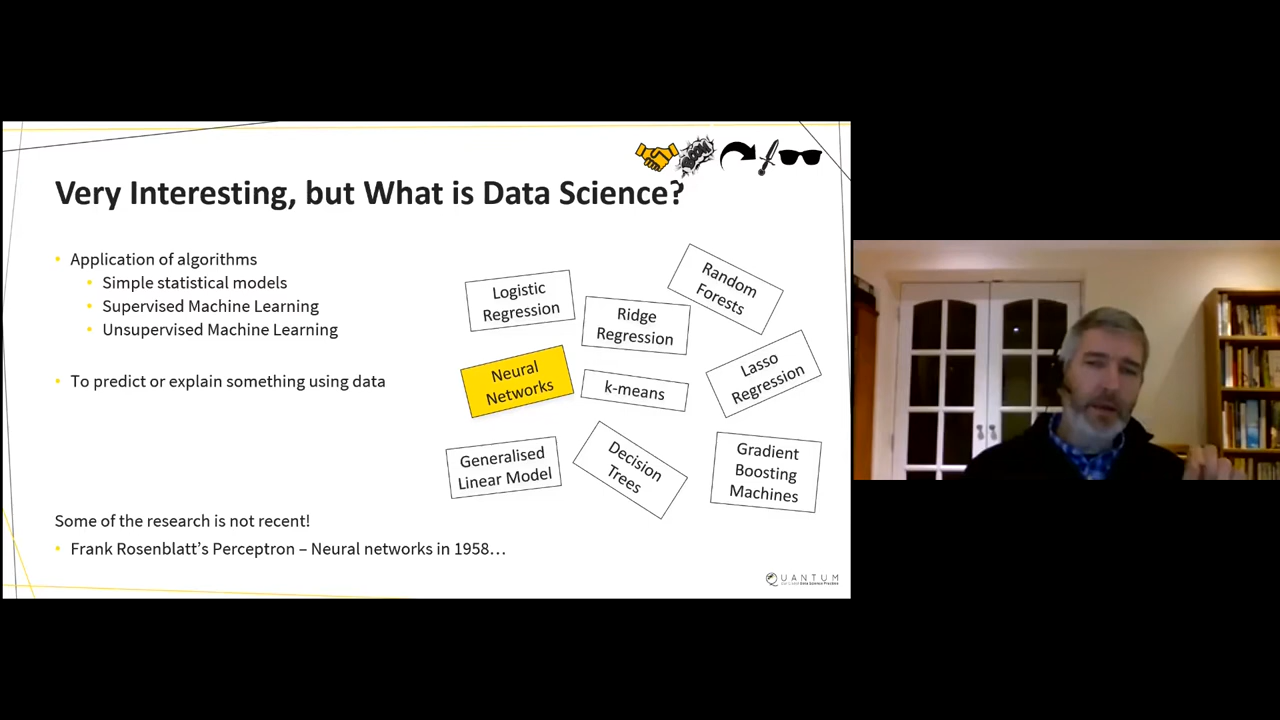 BOOM
Very Interesting, but What is Data Science?
• Application of algorithms
• Simple statistical models
• Supervised Machine Learning
• Unsupervised Machine Learning
• To predict or explain something using data
Logistic
Regression
Ridge
Regression
Random
Forests
Neural
Networks
k-means
Lasso
Regression
Generalised
Linear Model
Decision
Trees
Gradient
Boosting
Machines
Some of the research is not recent!
• Frank Rosenblatt’s Perceptron – Neural networks in 1958…
QUANTUM